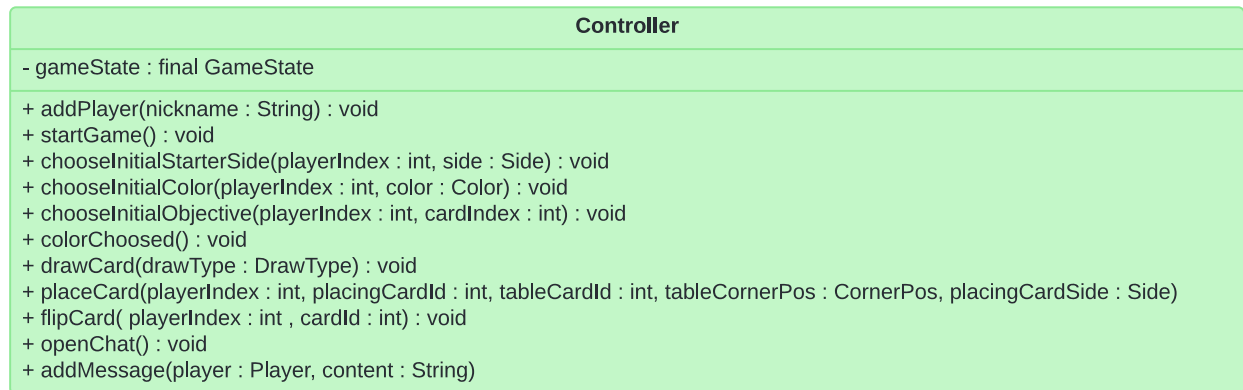 Controller
- gameState : final GameState
+ addPlayer(nickname : String) : void
+ startGame() : void
+ chooseInitialStarterSide(playerIndex : int, side : Side) : void
+ chooseInitialColor(playerIndex : int, color : Color) : void
+ chooseInitialObjective(playerIndex : int, cardIndex : int) : void
+ colorChoosed() : void
+ drawCard(drawType : DrawType) : void
+ placeCard(playerIndex : int, placingCardId : int, tableCardId : int, tableCornerPos : CornerPos, placingCardSide : Side)
+ flipCard( playerIndex : int , cardId : int) : void
+ openChat() : void
+ addMessage(player : Player, content : String)